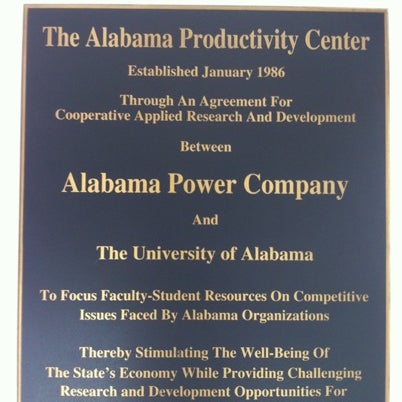 The Alabama Productivity Center
Established January 1986
Through An Agreement For
Cooperative Applied Research And Development
Between
Alabama Power Company
And
The University of Alabama
To Focus Faculty-Student Resources On Competitive
Issues Faced By Alabama Organizations
Thereby Stimulating The Well-Being Of
The State's Economy While Providing Challenging
Research and Development Opportunities For